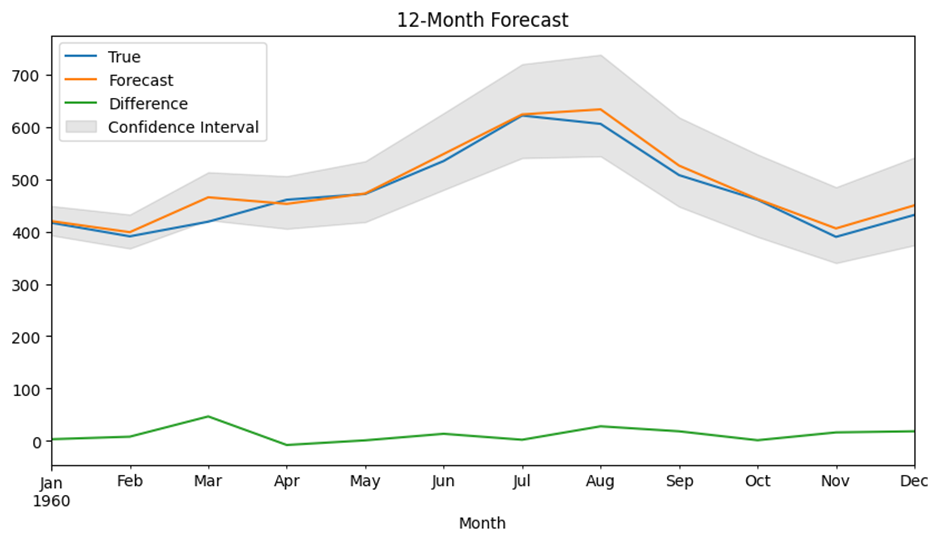 12-Month Forecast
True
Forecast
Difference
Confidence Interval
700
600
500
400
300
200
100
0
Jan Feb Mar Apr May Jun Jul Aug Sep Oct Nov Dec
1960
Month